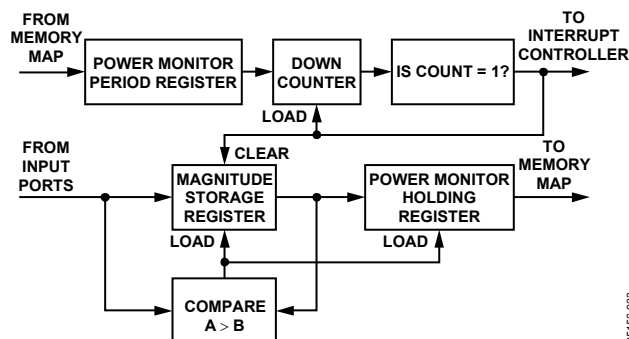 FROM
MEMORY
MAP
POWER MONITOR
PERIOD REGISTER
DOWN
COUNTER
IS COUNT = 1?
TO
INTERRUPT
CONTROLLER
LOAD
FROM
INPUT
PORTS
CLEAR
MAGNITUDE
STORAGE
REGISTER
POWER MONITOR
HOLDING
REGISTER
TO
MEMORY
MAP
LOAD
LOAD
COMPARE
A > B